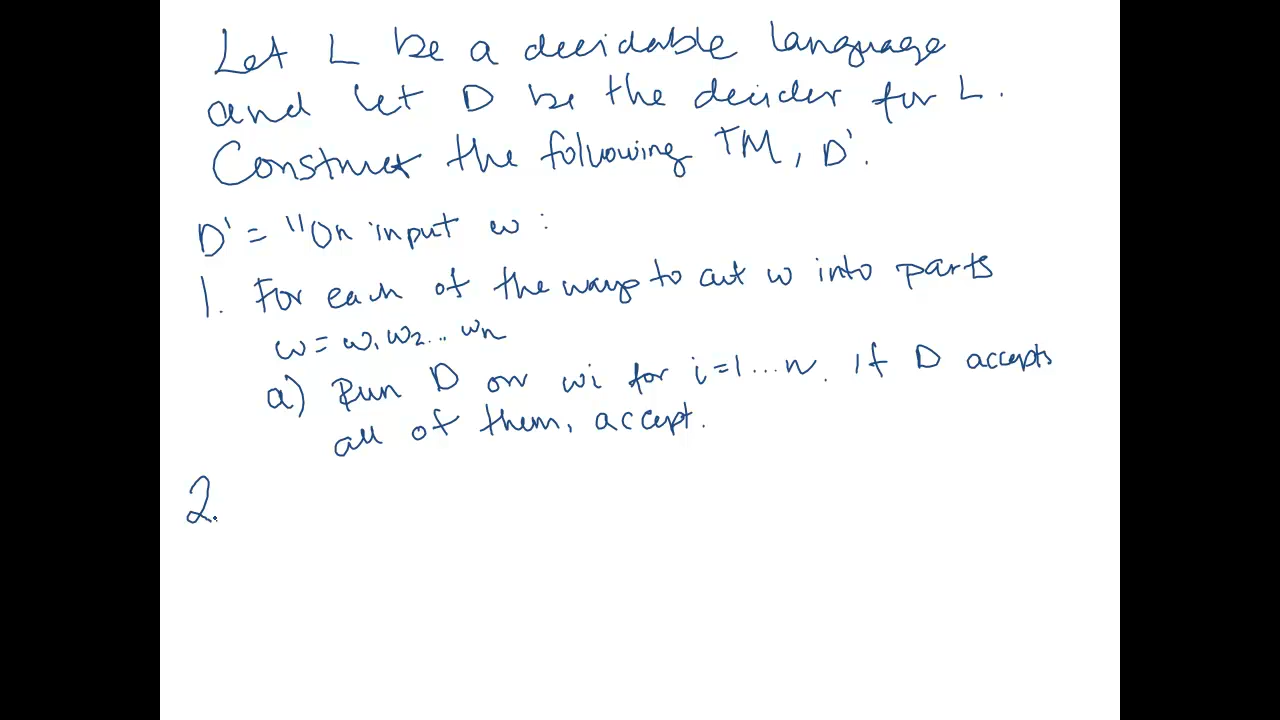 Let L be a decidable language
and let D be the decider for L.
Construct the following TM, D'.
D' = "On input w :
1. For each of the ways to cut w into parts
w = w1 w2 ... wn
a) Run D on wi for i=1...n. If D accepts
all of them, accept.
2.